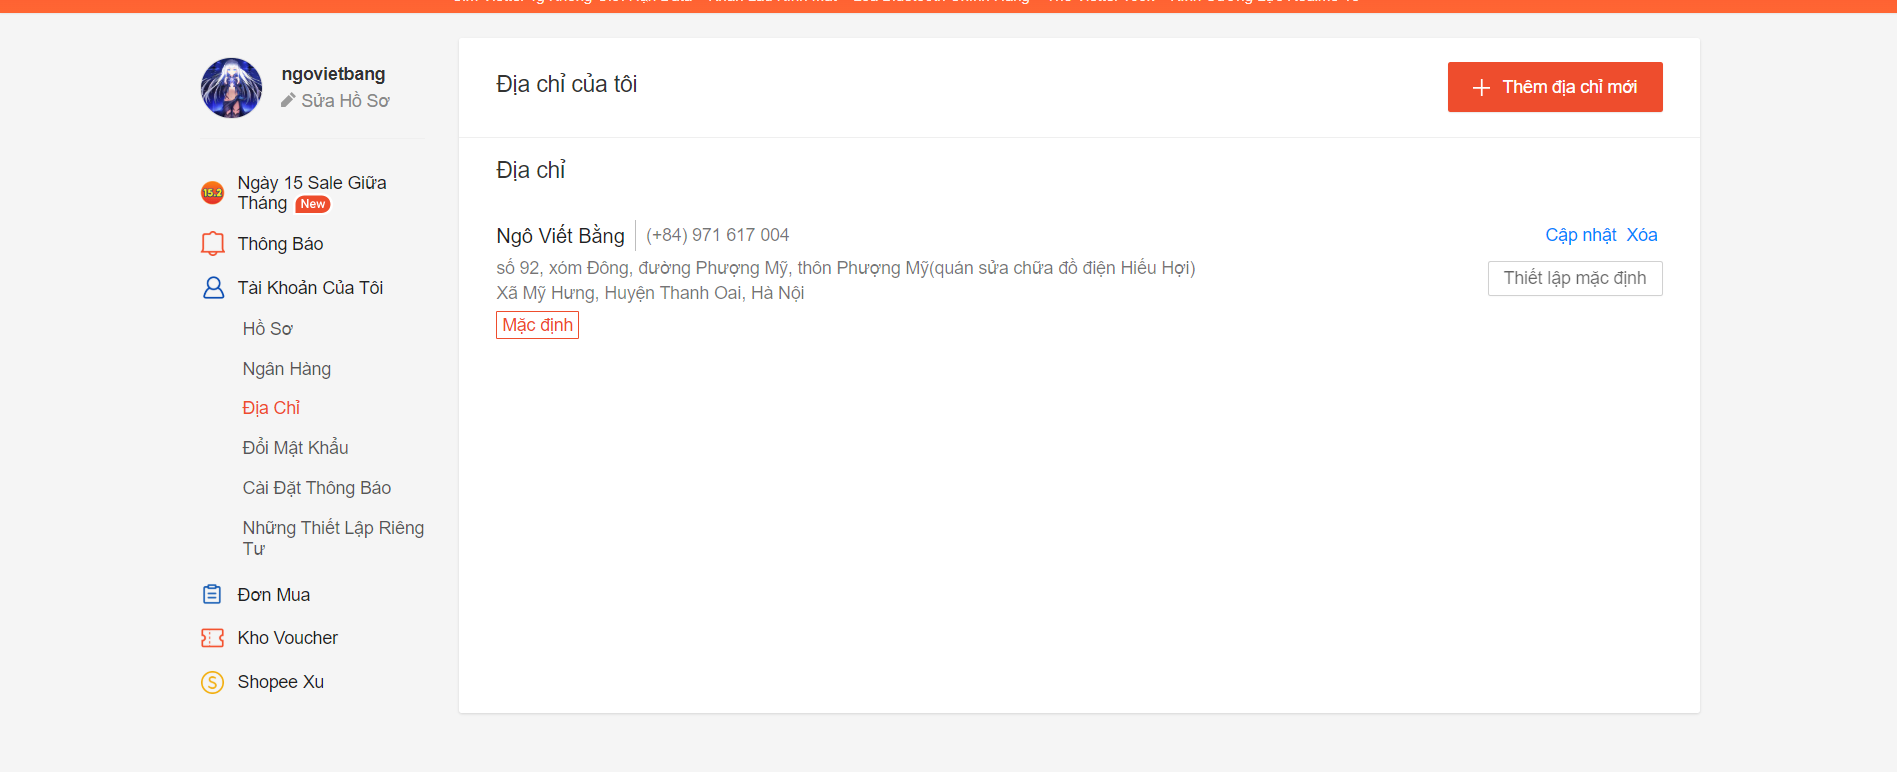 ngovietbang
Sửa Hồ Sơ
Ngày 15 Sale Giữa
Tháng New
15.2
Thông Báo
Tài Khoản Của Tôi
Hồ Sơ
Ngân Hàng
Địa Chỉ
Đổi Mật Khẩu
Cài Đặt Thông Báo
Những Thiết Lập Riêng
Tư
Đơn Mua
Kho Voucher
Shopee Xu
Địa chỉ của tôi
Thêm địa chỉ mới
Địa chỉ
Ngô Viết Bằng (+84) 971 617 004
Cập nhật Xóa
số 92, xóm Đông, đường Phượng Mỹ, thôn Phượng Mỹ(quán sửa chữa đồ điện Hiếu Hợi)
Xã Mỹ Hưng, Huyện Thanh Oai, Hà Nội
Thiết lập mặc định
Mặc định